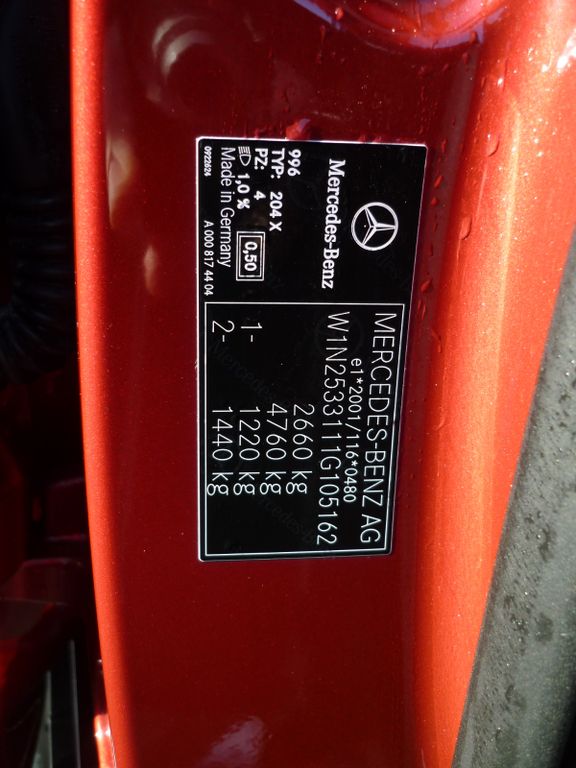 Mercedes-Benz
996
TYP: 204 X
PZ: 4
1,0 % 0,50
Made in Germany
0922624 A 000 817 44 04
MERCEDES-BENZ AG
e1*2001/116*0480
W1N2533111G105162
2660 kg
4760 kg
1- 1220 kg
2- 1440 kg